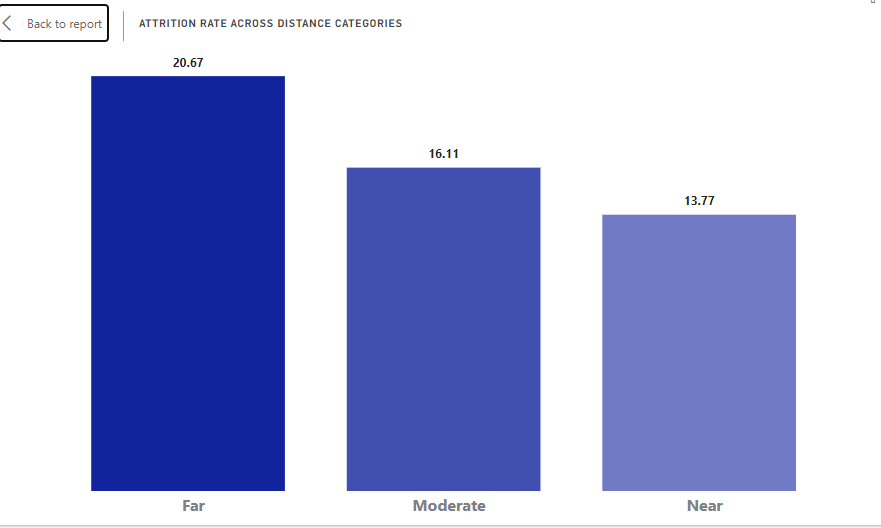 Back to report
ATTRITION RATE ACROSS DISTANCE CATEGORIES
20.67
16.11
13.77
Far
Moderate
Near